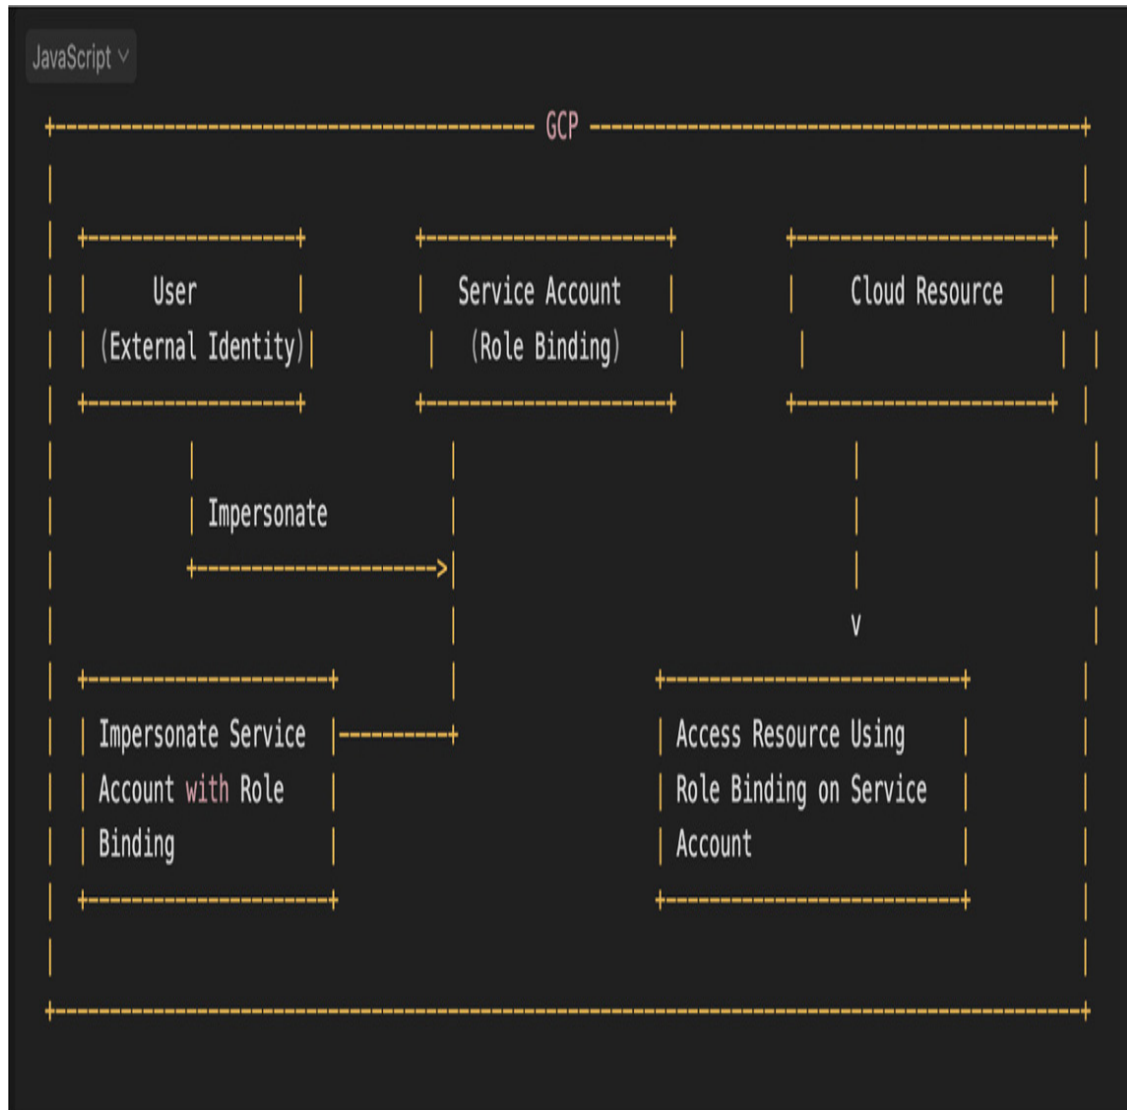 JavaScript
GCP
User
Service Account
Cloud Resource
(External Identity)
(Role Binding)
Impersonate
v
Impersonate Service
Account with Role
Binding
Access Resource Using
Role Binding on Service
Account